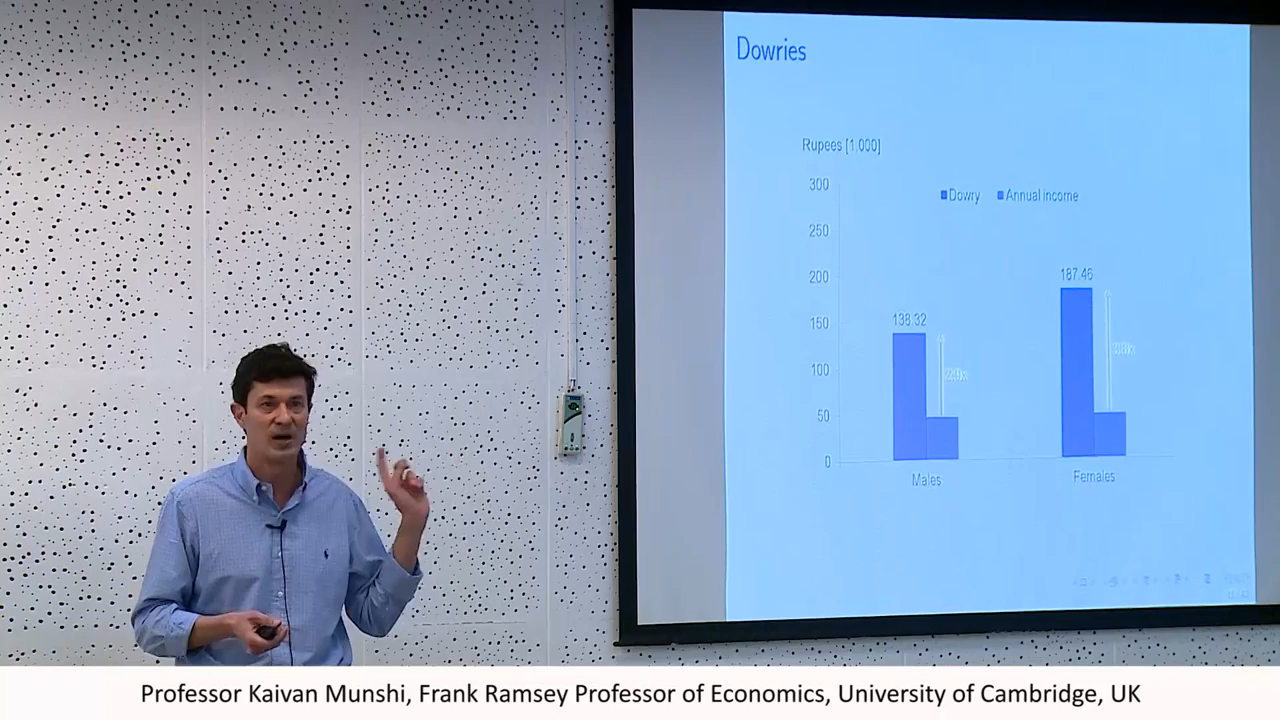 Dowries
Rupees [1,000]
300
Dowry
Annual income
250
200
187.46
150
138.32
100
50
0
Males
Females
Professor Kaivan Munshi, Frank Ramsey Professor of Economics, University of Cambridge, UK